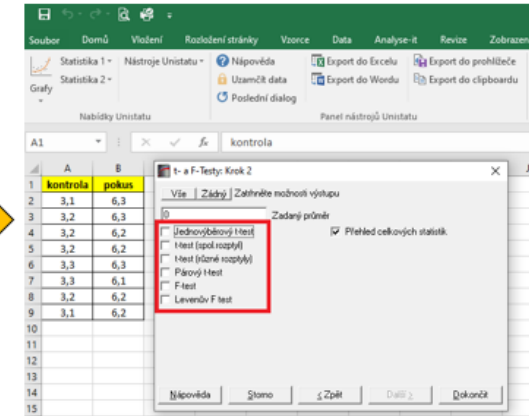 Soubor Domů Vložení Rozložení stránky Vzorce Data Analyse-it Revize Zobrazen
Grafy
Statistika 1 Nástroje Unistatu
Statistika 2
Nápověda
Uzamčít data
Poslední dialog
Export do Excelu Export do prohlížeče
Export do Wordu Export do clipboardu
Nabídky Unistatu Panel nástrojů Unistatu
A1 fx kontrola
A B
1 kontrola pokus
2 3,1 6,3
3 3,2 6,3
4 3,2 6,2
5 3,2 6,2
6 3,3 6,3
7 3,3 6,1
8 3,2 6,2
9 3,1 6,2
10
11
12
13
14
15
t- a F-Testy: Krok 2
Vše Žádný Zatrhněte možnosti výstupu
0 Zadaný průměr
Jednovýběrový t-test Přehled celkových statistik
t-test (spol.rozptyl)
t-test (různé rozptyly)
Párový t-test
F-test
Levenův F test
Nápověda Storno < Zpět Další > Dokončit